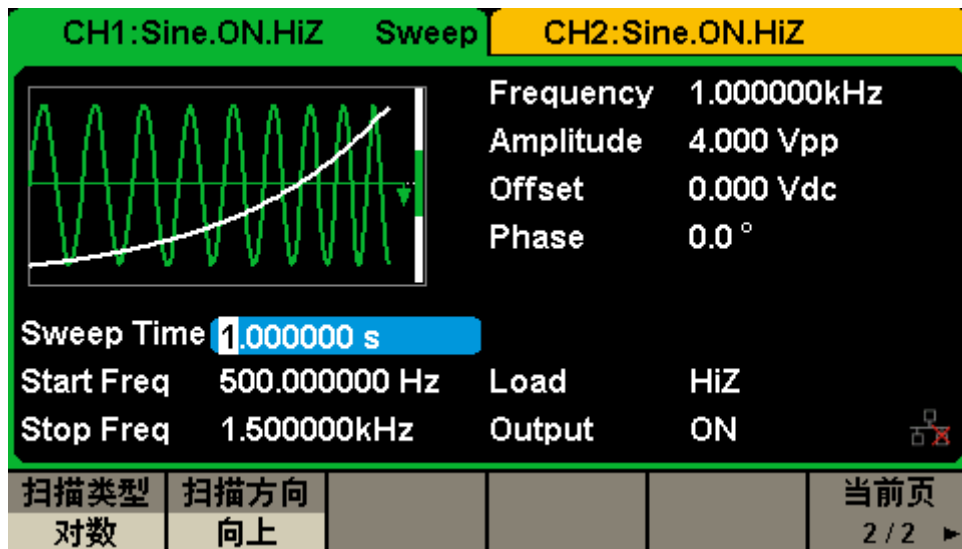 CH1:Sine.ON.HiZ Sweep CH2:Sine.ON.HiZ
Frequency 1.000000kHz
Amplitude 4.000 Vpp
Offset 0.000 Vdc
Phase 0.0 °
Sweep Time 1.000000 s
Start Freq 500.000000 Hz Load HiZ
Stop Freq 1.500000kHz Output ON
扫描类型 扫描方向 当前页
对数 向上 2/2